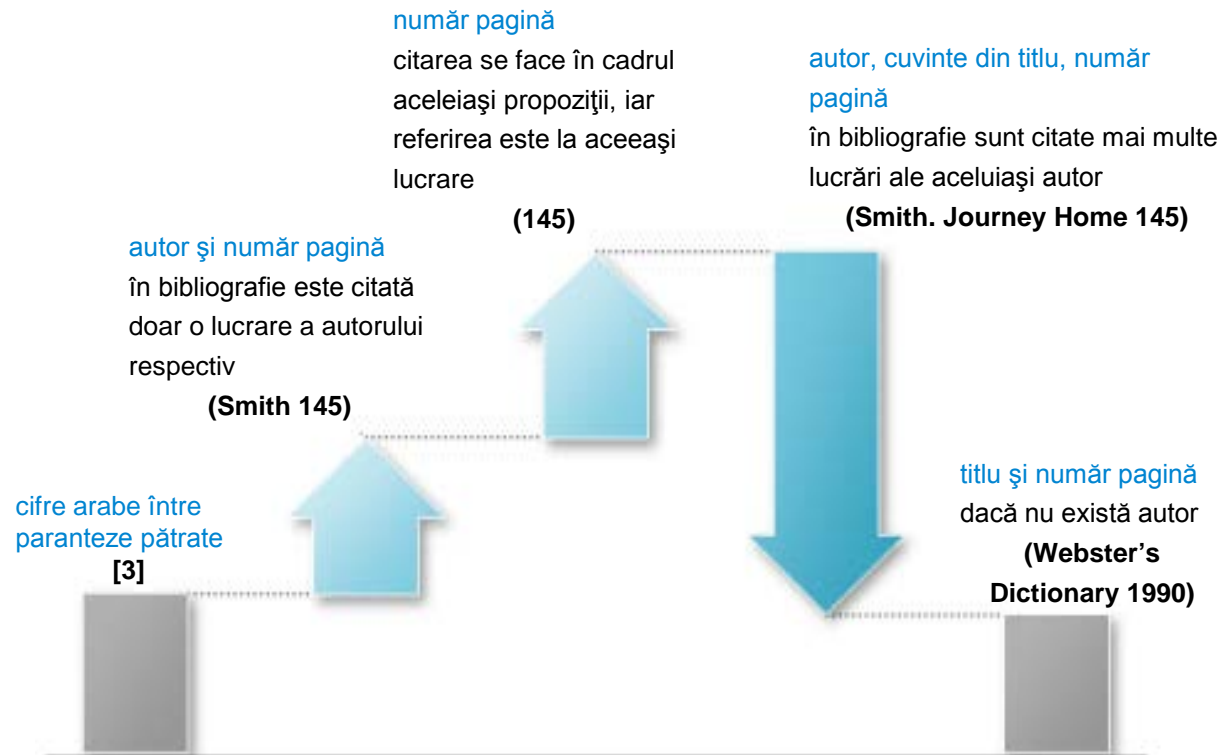 cifre arabe între
paranteze pătrate
[3]
autor şi număr pagină
în bibliografie este citată
doar o lucrare a autorului
respectiv
(Smith 145)
număr pagină
citarea se face în cadrul
aceleiaşi propoziţii, iar
referirea este la aceeaşi
lucrare
(145)
autor, cuvinte din titlu, număr
pagină
în bibliografie sunt citate mai multe
lucrări ale aceluiaşi autor
(Smith. Journey Home 145)
titlu şi număr pagină
dacă nu există autor
(Webster’s
Dictionary 1990)